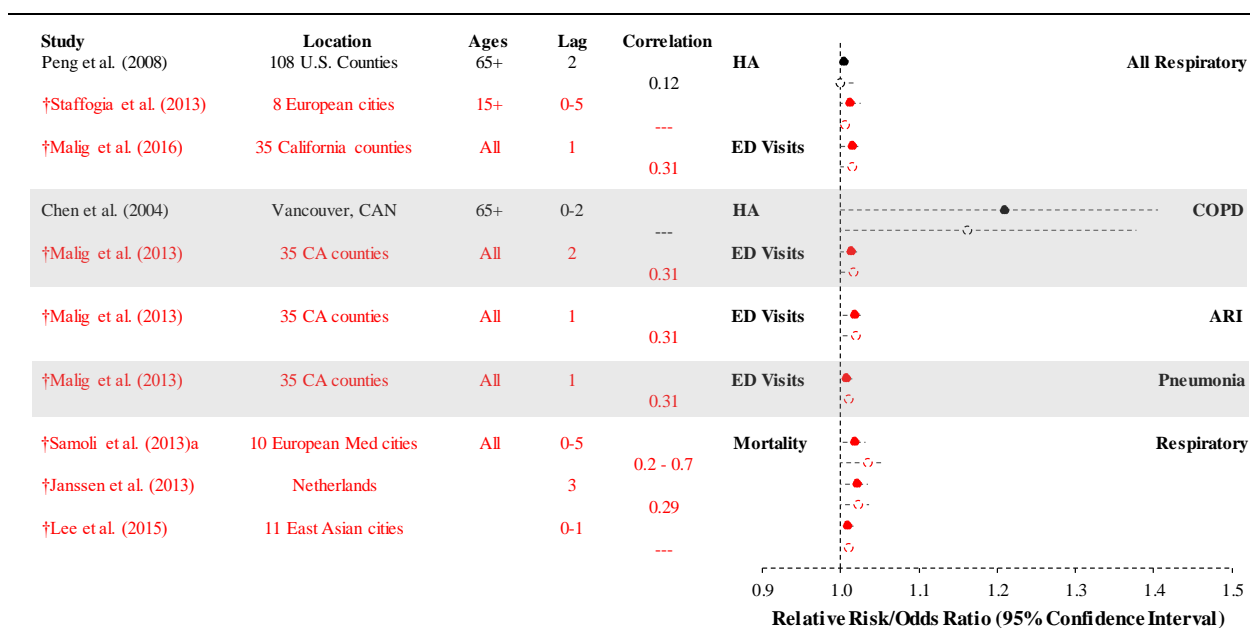 Study Location Ages Lag Correlation
Peng et al. (2008) 108 U.S. Counties 65+ 2 HA All Respiratory
0.12
†Staffogia et al. (2013) 8 European cities 15+ 0-5
---
†Malig et al. (2016) 35 California counties All 1 ED Visits
0.31
Chen et al. (2004) Vancouver, CAN 65+ 0-2 HA COPD
---
†Malig et al. (2013) 35 CA counties All 2 ED Visits
0.31
†Malig et al. (2013) 35 CA counties All 1 ED Visits ARI
0.31
†Malig et al. (2013) 35 CA counties All 1 ED Visits Pneumonia
0.31
†Samoli et al. (2013)a 10 European Med cities All 0-5 Mortality Respiratory
0.2 - 0.7
†Janssen et al. (2013) Netherlands 3
0.29
†Lee et al. (2015) 11 East Asian cities 0-1
---
0.9 1.0 1.1 1.2 1.3 1.4 1.5
Relative Risk/Odds Ratio (95% Confidence Interval)